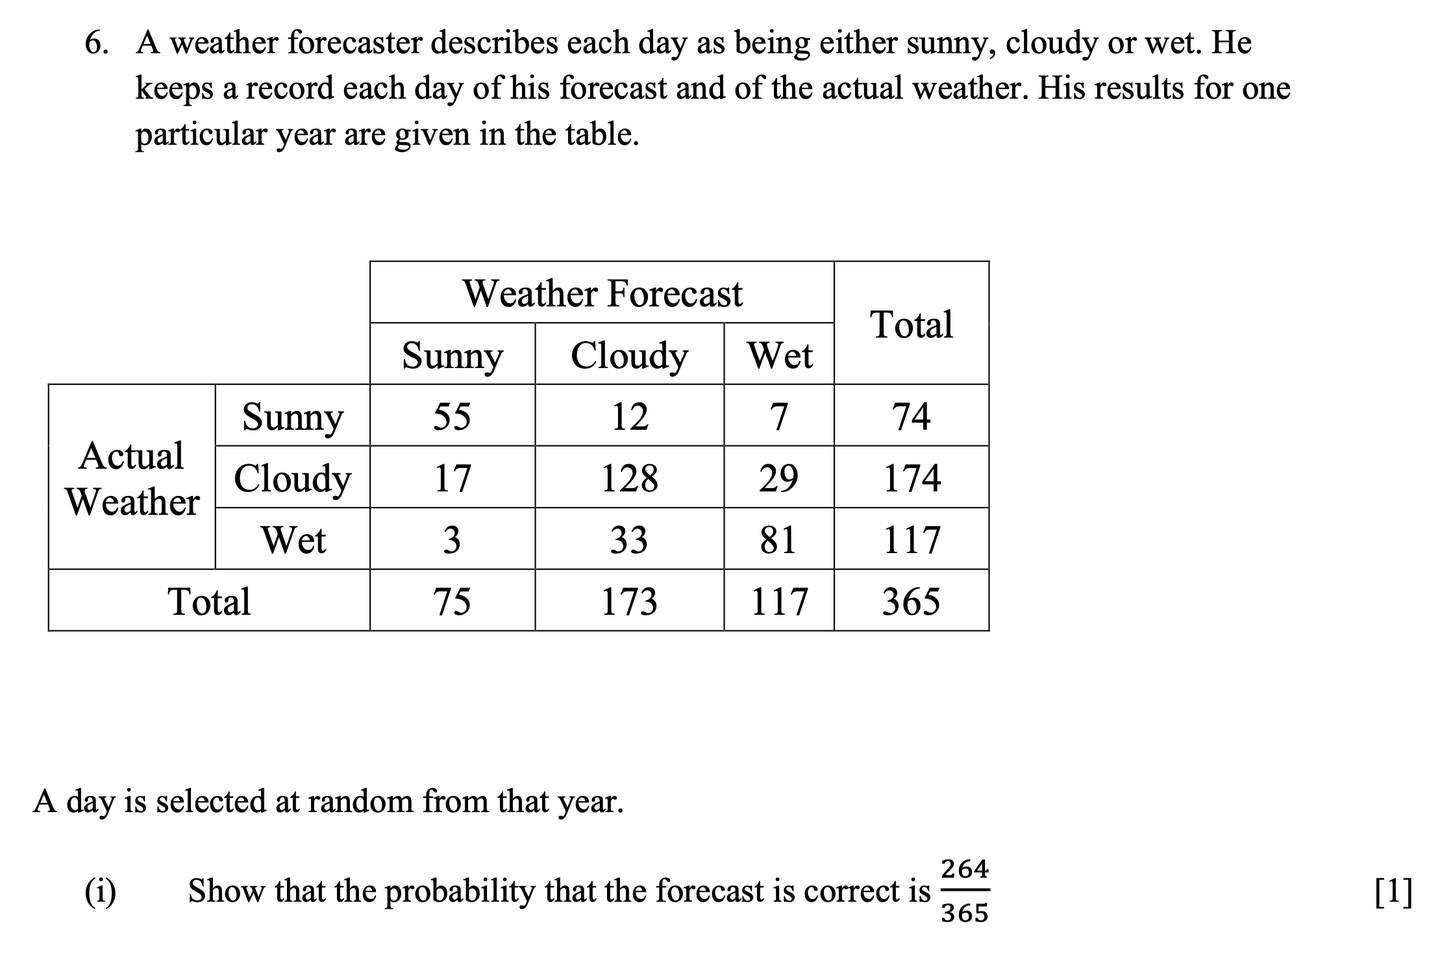 6. A weather forecaster describes each day as being either sunny, cloudy or wet. He
keeps a record each day of his forecast and of the actual weather. His results for one
particular year are given in the table.
Weather Forecast Total
Sunny Cloudy Wet
Actual Weather Sunny 55 12 7 74
Cloudy 17 128 29 174
Wet 3 33 81 117
Total 75 173 117 365
A day is selected at random from that year.
(i) Show that the probability that the forecast is correct is 264/365 [1]